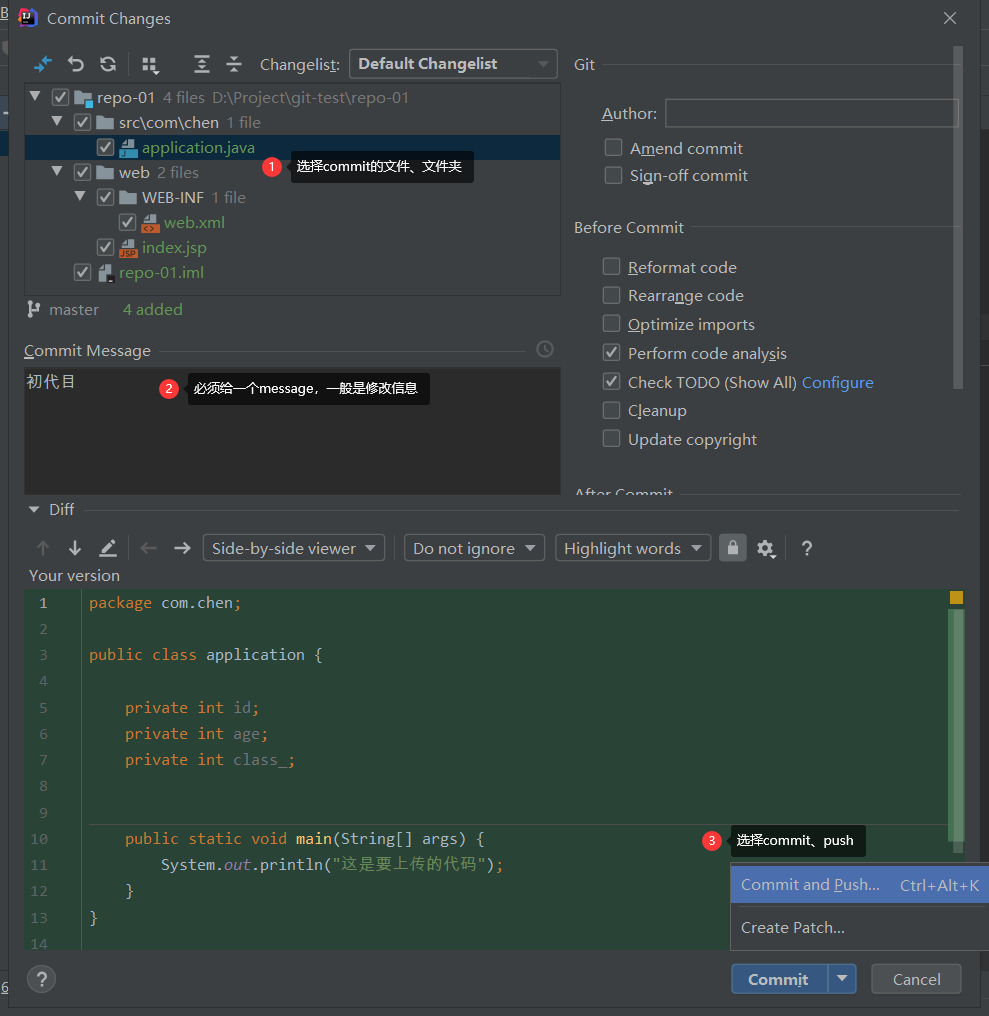 Commit Changes
Changelist: Default Changelist
repo-01 4 files D:\Project\git-test\repo-01
src\com\chen 1 file
application.java
1 选择commit的文件、文件夹
web 2 files
WEB-INF 1 file
web.xml
index.jsp
repo-01.iml
master 4 added
Commit Message
初代目
2 必须给一个message，一般是修改信息
Git
Author:
Amend commit
Sign-off commit
Before Commit
Reformat code
Rearrange code
Optimize imports
Perform code analysis
Check TODO (Show All) Configure
Cleanup
Update copyright
After Commit
Diff
Side-by-side viewer Do not ignore Highlight words ?
Your version
1 package com.chen;
2
3 public class application {
4
5 private int id;
6 private int age;
7 private int class_;
8
9
10 public static void main(String[] args) {
11 System.out.println("这是要上传的代码");
12 }
13 }
14
3 选择commit、push
Commit and Push... Ctrl+Alt+K
Create Patch...
? Commit Cancel